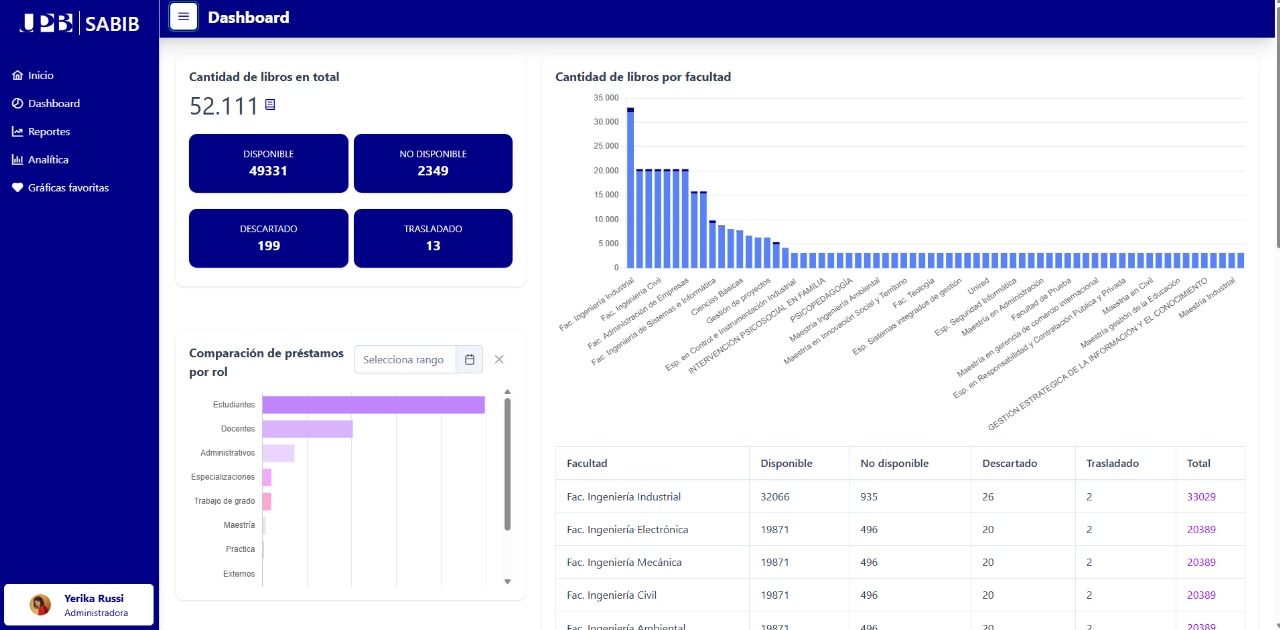 UPB SABIB
Inicio
Dashboard
Reportes
Analítica
Gráficas favoritas
Yerika Russi
Administradora
Dashboard
Cantidad de libros en total
52.111
DISPONIBLE
49331
NO DISPONIBLE
2349
DESCARTADO
199
TRASLADADO
13
Comparación de préstamos
por rol
Selecciona rango
Estudiantes
Docentes
Administrativos
Especializaciones
Trabajo de grado
Maestría
Practica
Externos
Cantidad de libros por facultad
35.000
30.000
25.000
20.000
15.000
10.000
5.000
0
Fac. Ingeniería Industrial
Fac. Ingeniería Civil
Fac. Administración de Empresas
Fac. Ingeniería de Sistemas e Informática
Ciencias Básicas
Gestión de proyectos
Esp. en Control e Instrumentación Industrial
INTERVENCIÓN PSICOSOCIAL EN FAMILIA
PSICOPEDAGOGÍA
Maestría Ingeniería Ambiental
Maestría en Innovación Social y Territorio
Fac. Teología
Esp. Sistemas integrados de gestión
Unired
Esp. Seguridad Informática
Maestría en Administración
Facultad de Prueba
Maestría en gerencia de comercio internacional
Esp. en Responsabilidad y Contratación Pública y Privada
Maestría en Civil
Maestría gestión de la Educación
GESTIÓN ESTRATEGICA DE LA INFORMACIÓN Y EL CONOCIMIENTO
Maestría Industrial
Facultad Disponible No disponible Descartado Trasladado Total
Fac. Ingeniería Industrial 32066 935 26 2 33029
Fac. Ingeniería Electrónica 19871 496 20 2 20389
Fac. Ingeniería Mecánica 19871 496 20 2 20389
Fac. Ingeniería Civil 19871 496 20 2 20389
Fac. Ingeniería Ambiental 19871 496 20 2 20389